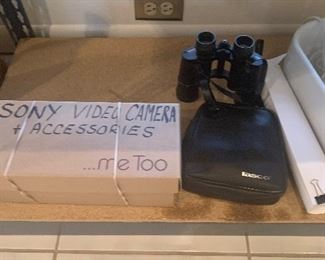 SONY VIDEO CAMERA
+ ACCESSORIES
...me Too
Tasco